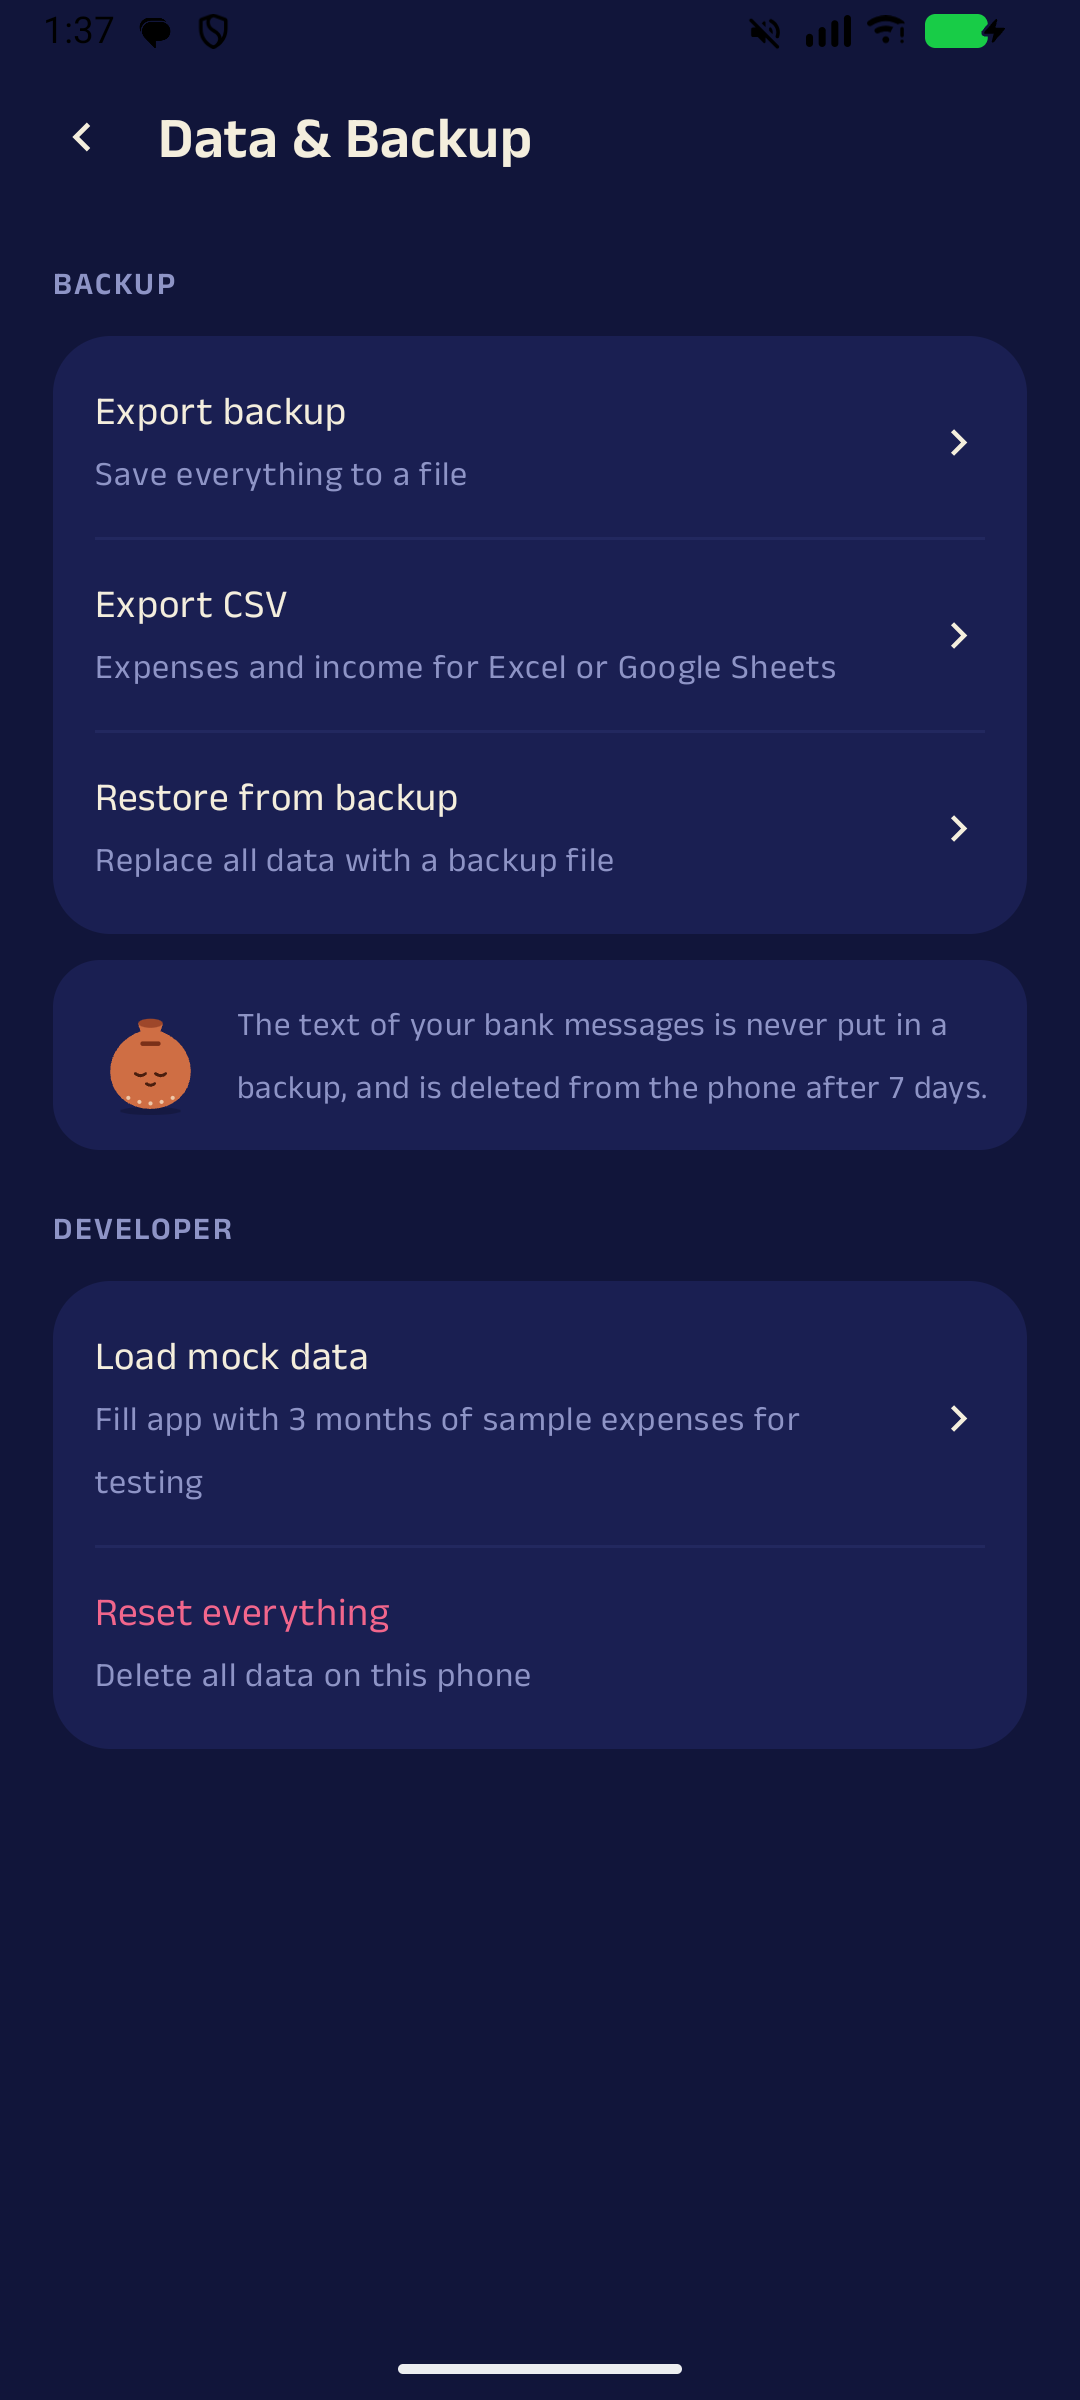 1:37
Data & Backup
BACKUP
Export backup
Save everything to a file
Export CSV
Expenses and income for Excel or Google Sheets
Restore from backup
Replace all data with a backup file
The text of your bank messages is never put in a
backup, and is deleted from the phone after 7 days.
DEVELOPER
Load mock data
Fill app with 3 months of sample expenses for
testing
Reset everything
Delete all data on this phone